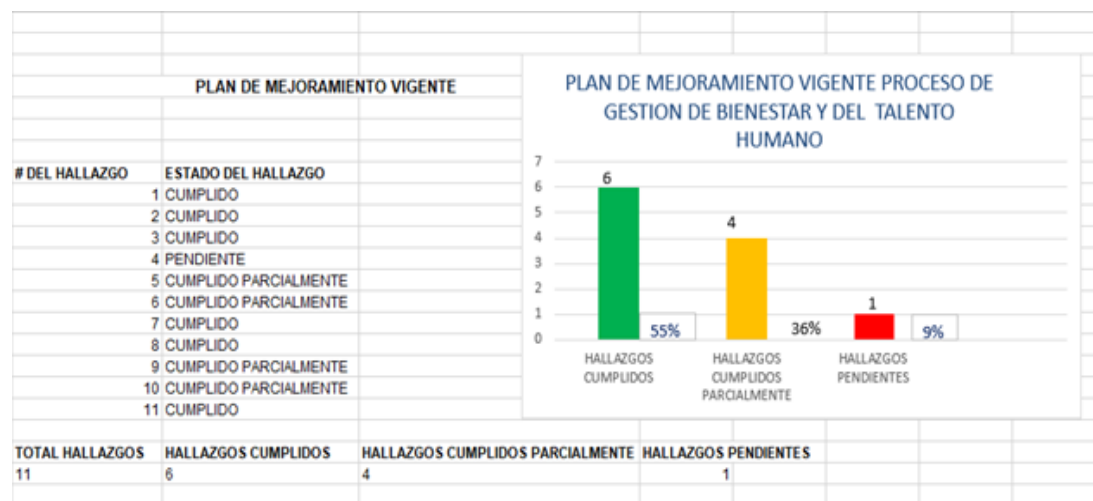 PLAN DE MEJORAMIENTO VIGENTE
# DEL HALLAZGO ESTADO DEL HALLAZGO
1 CUMPLIDO
2 CUMPLIDO
3 CUMPLIDO
4 PENDIENTE
5 CUMPLIDO PARCIALMENTE
6 CUMPLIDO PARCIALMENTE
7 CUMPLIDO
8 CUMPLIDO
9 CUMPLIDO PARCIALMENTE
10 CUMPLIDO PARCIALMENTE
11 CUMPLIDO
PLAN DE MEJORAMIENTO VIGENTE PROCESO DE
GESTION DE BIENESTAR Y DEL TALENTO
HUMANO
7
6
5
4
3
2
1
0
6
4
1
55%
36%
9%
HALLAZGOS
CUMPLIDOS
HALLAZGOS
CUMPLIDOS
PARCIALMENTE
HALLAZGOS
PENDIENTES
TOTAL HALLAZGOS HALLAZGOS CUMPLIDOS HALLAZGOS CUMPLIDOS PARCIALMENTE HALLAZGOS PENDIENTES
11 6 4 1